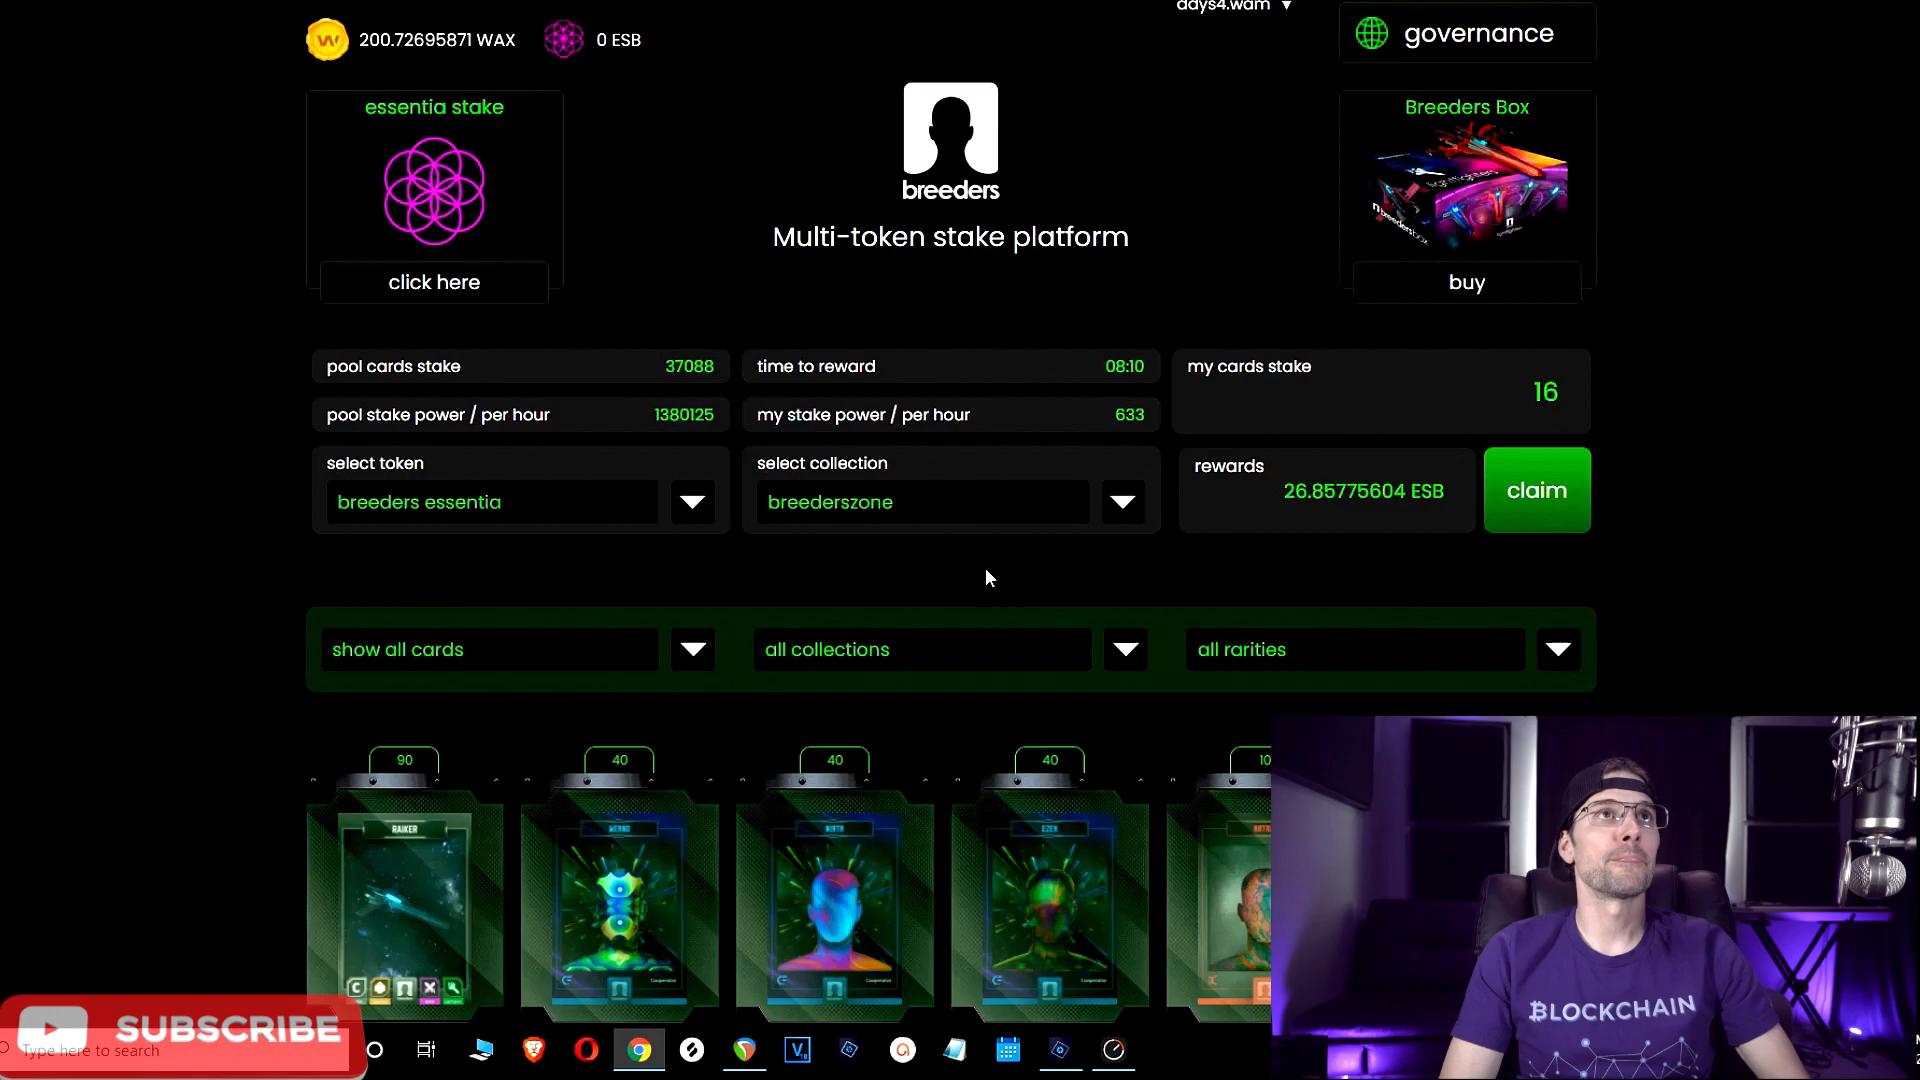 ddys4.wam
200.72695871 WAX
0 ESB
governance
essentia stake
click here
breeders
Multi-token stake platform
Breeders Box
buy
pool cards stake 37088
time to reward 08:10
my cards stake
16
pool stake power / per hour 1380125
my stake power / per hour 633
select token
breeders essentia
select collection
breederszone
rewards
26.85775604 ESB
claim
show all cards
all collections
all rarities
90
40
40
40
10
RAIKER
EZEN
BLOCKCHAIN
SUBSCRIBE
Type here to search